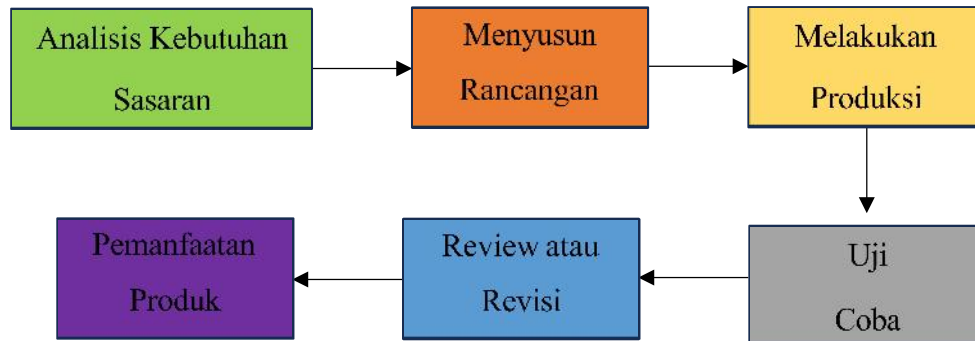 Analisis Kebutuhan
Sasaran
Menyusun
Rancangan
Melakukan
Produksi
Uji
Coba
Review atau
Revisi
Pemanfaatan
Produk